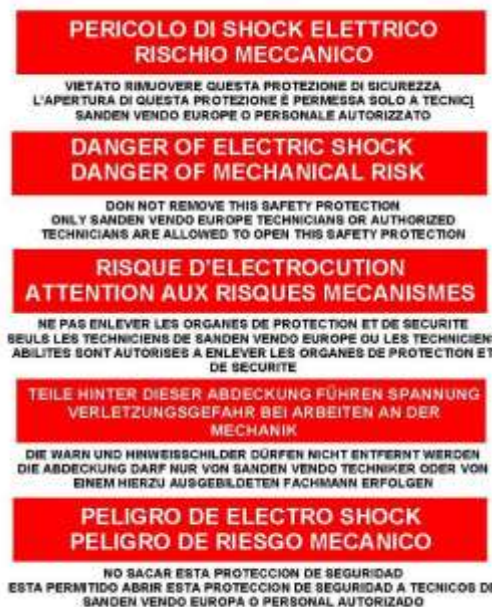 PERICOLO DI SHOCK ELETTRICO
RISCHIO MECCANICO
VIETATO RIMUOVERE QUESTA PROTEZIONE DI SICUREZZA
L'APERTURA DI QUESTA PROTEZIONE È PERMESSA SOLO A TECNICI
SANDEN VENDO EUROPE O PERSONALE AUTORIZZATO
DANGER OF ELECTRIC SHOCK
DANGER OF MECHANICAL RISK
DON NOT REMOVE THIS SAFETY PROTECTION
ONLY SANDEN VENDO EUROPE TECHNICIANS OR AUTHORIZED
TECHNICIANS ARE ALLOWED TO OPEN THIS SAFETY PROTECTION
RISQUE D'ELECTROCUTION
ATTENTION AUX RISQUES MECANISMES
NE PAS ENLEVER LES ORGANES DE PROTECTION ET DE SECURITE
SEULS LES TECHNICIENS DE SANDEN VENDO EUROPE OU LES TECHNICIENS
ABILITES SONT AUTORISES A ENLEVER LES ORGANES DE PROTECTION ET
DE SECURITE
TEILE HINTER DIESER ABDECKUNG FÜHREN SPANNUNG
VERLETZUNGSGEFAHR BEI ARBEITEN AN DER
MECHANIK
DIE WARN UND HINWEISSCHILDER DÜRFEN NICHT ENTFERNT WERDEN
DIE ABDECKUNG DARF NUR VON SANDEN VENDO TECHNIKER ODER VON
EINEM HIERZU AUSGEBILDETEN FACHMANN ERFOLGEN
PELIGRO DE ELECTRO SHOCK
PELIGRO DE RIESGO MECANICO
NO SACAR ESTA PROTECCION DE SEGURIDAD
ESTA PERMITIDO ABRIR ESTA PROTECCION DE SEGURIDAD A TECNICOS DE
SANDEN VENDO EUROPA O PERSONAL AUTORIZADO